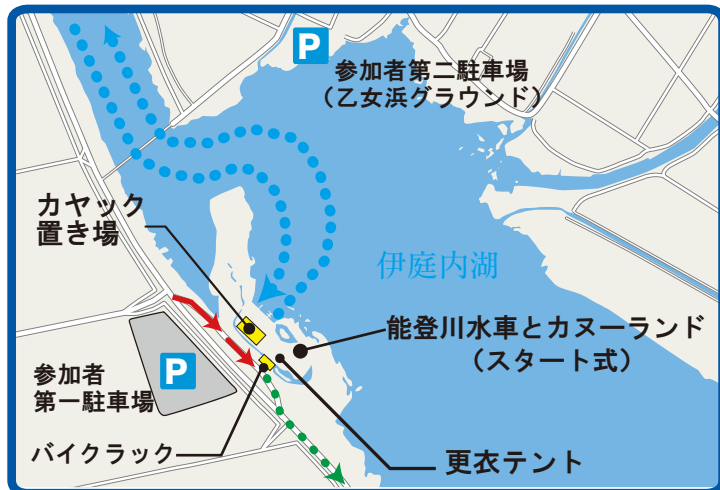 P
参加者第二駐車場
（乙女浜グラウンド）
カヤック
置き場
伊庭内湖
能登川水車とカヌーランド
（スタート式）
P
参加者
第一駐車場
バイクラック
更衣テント